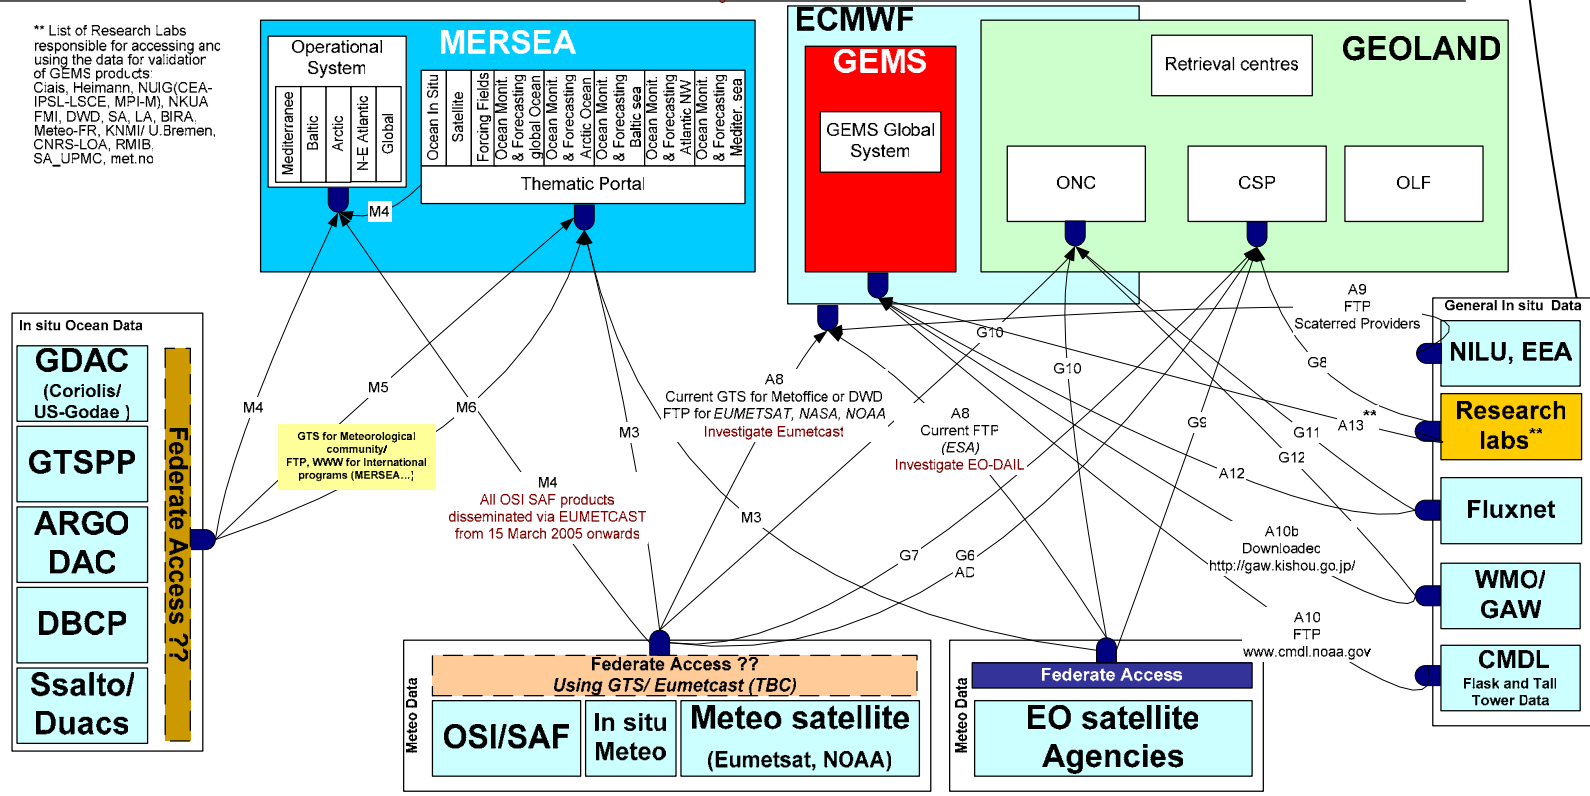 ** List of Research Labs
responsible for accessing and
using the data for validation
of GEMS products:
Ciais, Heimann, NUIG(CEA-
IPSL-LSCE, MPI-M), NKUA
FMI, DWD, SA, LA, BIRA,
Meteo-FR, KNMI/ U.Bremen,
CNRS-LOA, RMIB,
SA_UPMC, met.no
MERSEA
Operational
System
Mediterranee
Baltic
Arctic
N-E Atlantic
Global
Ocean In Situ
Satellite
Forcing Fields
Ocean Monit.
& Forecasting
global Ocean
Ocean Monit.
& Forecasting
Arctic Ocean
Ocean Monit.
& Forecasting
Baltic sea
Ocean Monit.
& Forecasting
Atlantic NW
Ocean Monit.
& Forecasting
Mediter. sea
Thematic Portal
M4
ECMWF
GEMS
GEMS Global
System
GEOLAND
Retrieval centres
ONC
CSP
OLF
In situ Ocean Data
GDAC
(Coriolis/
US-Godae )
GTSPP
ARGO
DAC
DBCP
Ssalto/
Duacs
Federate Access ??
M4
M5
M6
GTS for Meteorological
community/
FTP, WWW for International
programs (MERSEA...)
M4
All OSI SAF products
disseminated via EUMETCAST
from 15 March 2005 onwards
M3
M3
A8
Current GTS for Metoffice or DWD
FTP for EUMETSAT, NASA, NOAA
Investigate Eumetcast
A8
Current FTP
(ESA)
Investigate EO-DAIL
G10
G10
G9
G7
G6
AD
A9
FTP
Scaterred Providers
G8
A13**
G11
G12
A12
A10b
Downloadec
http://gaw.kishou.go.jp/
A10
FTP
www.cmdl.noaa.gov
General In situ Data
NILU, EEA
Research
labs**
Fluxnet
WMO/
GAW
CMDL
Flask and Tall
Tower Data
Meteo Data
Federate Access ??
Using GTS/ Eumetcast (TBC)
OSI/SAF
In situ
Meteo
Meteo satellite
(Eumetsat, NOAA)
Meteo Data
Federate Access
EO satellite
Agencies